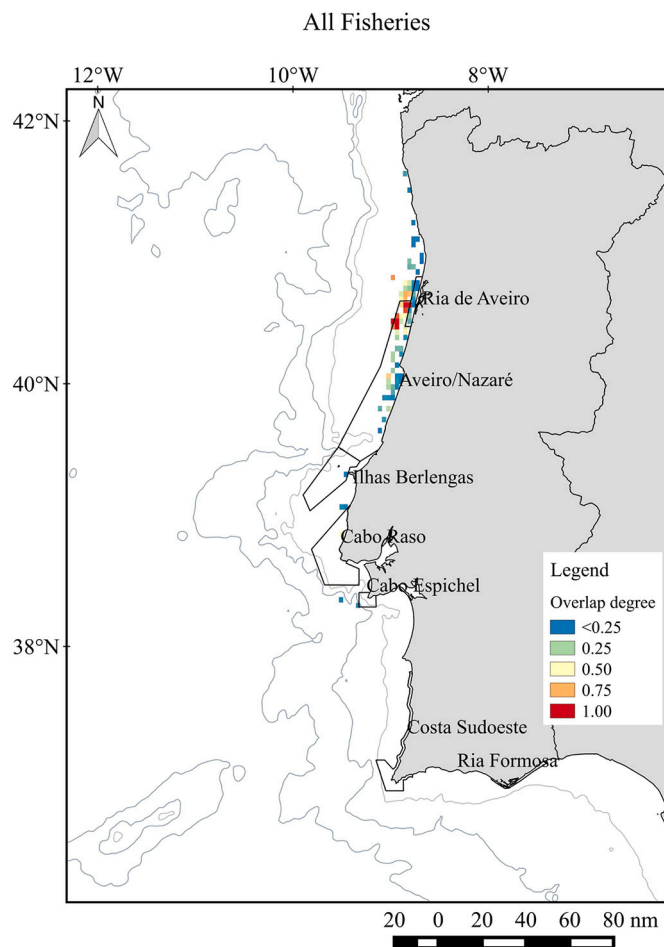 All Fisheries
12°W 10°W 8°W
N
42°N
Ria de Aveiro
40°N
Aveiro/Nazaré
Ilhas Berlengas
Cabo Raso
Legend
Cabo Espichel
Overlap degree
<0.25
38°N
0.25
0.50
0.75
1.00
Costa Sudoeste
Ria Formosa
20 0 20 40 60 80 nm